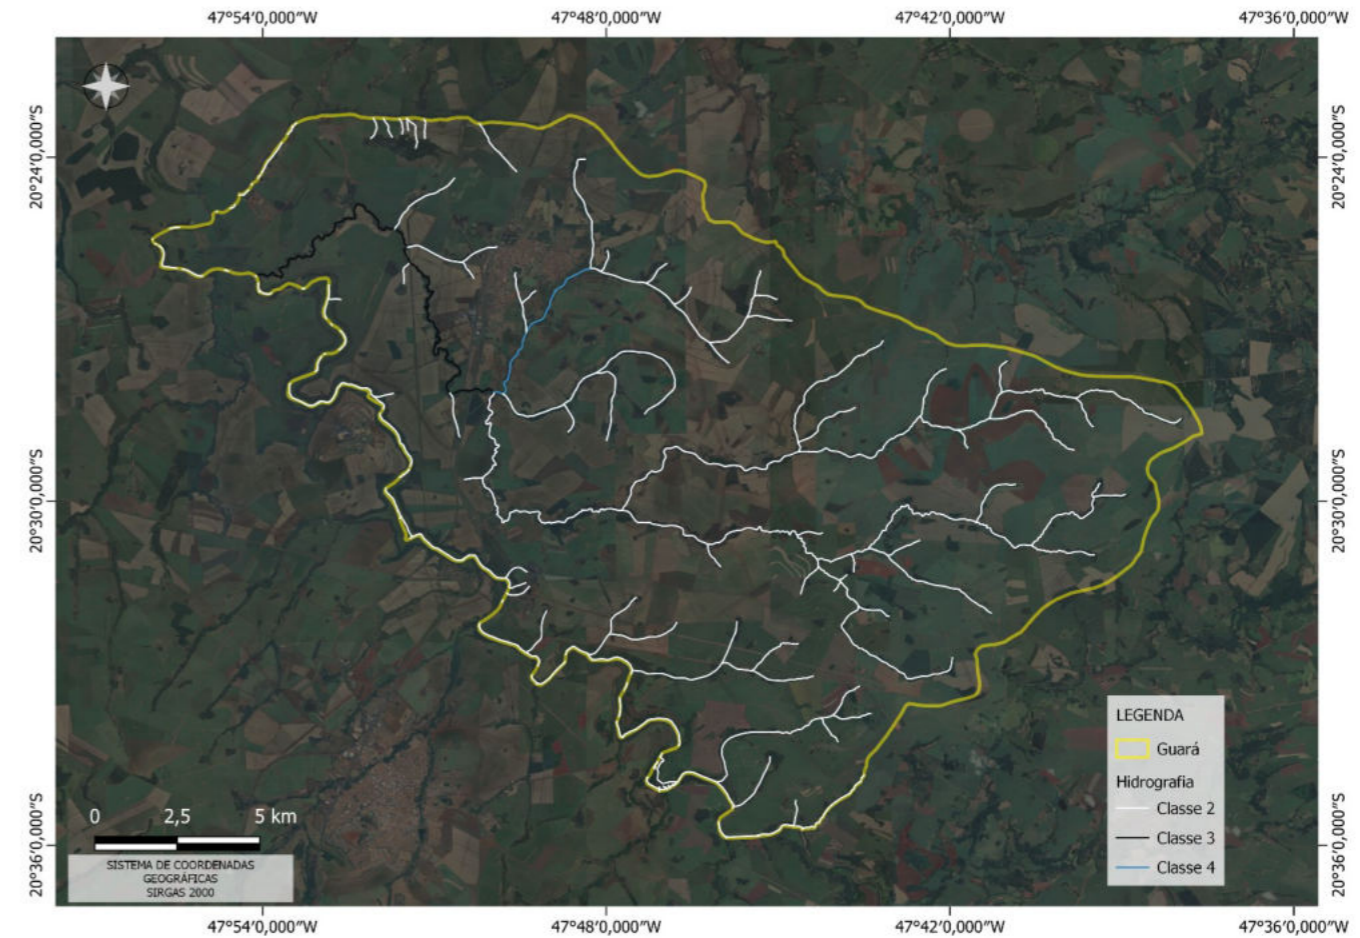 47°54'0,000"W 47°48'0,000"W 47°42'0,000"W 47°36'0,000"W
20°24'0,000"S
20°24'0,000"S
20°30'0,000"S
20°30'0,000"S
LEGENDA
Guará
Hidrografia
Classe 2
Classe 3
Classe 4
0 2,5 5 km
SISTEMA DE COORDENADAS
GEOGRÁFICAS
SIRGAS 2000
20°36'0,000"S
20°36'0,000"S
47°54'0,000"W 47°48'0,000"W 47°42'0,000"W 47°36'0,000"W